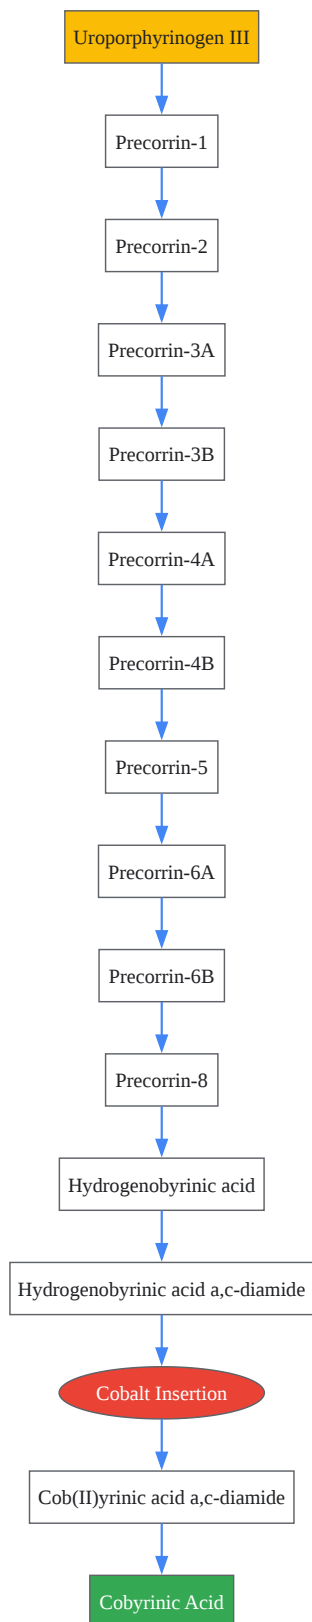 Uroporphyrinogen III
Precorrin-1
Precorrin-2
Precorrin-3A
Precorrin-3B
Precorrin-4A
Precorrin-4B
Precorrin-5
Precorrin-6A
Precorrin-6B
Precorrin-8
Hydrogenobyrinic acid
Hydrogenobyrinic acid a,c-diamide
Cobalt Insertion
Cob(II)yrinic acid a,c-diamide
Cobyrinic Acid